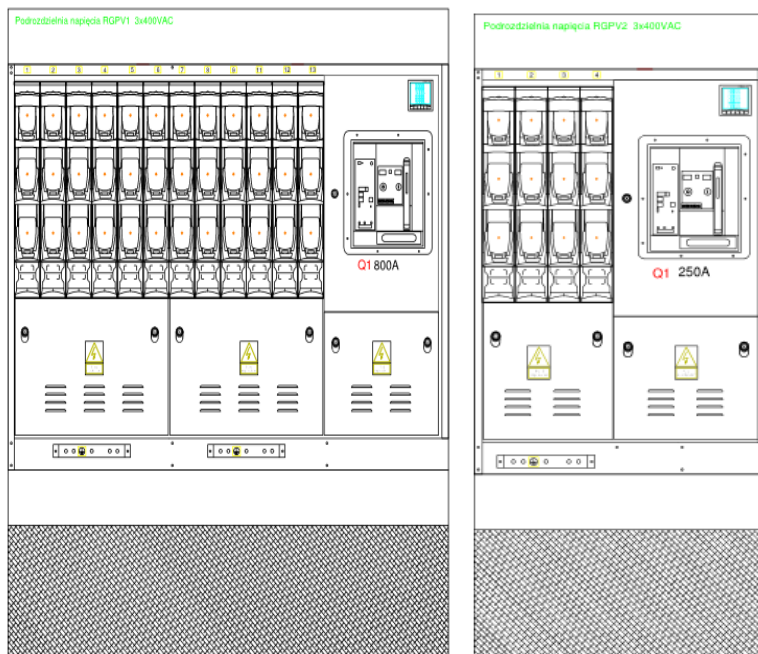 Podrozdzielnia napięcia RGPV1 3x400VAC
1 2 3 4 5 6 7 8 9 11 12 13
Q1 800A
Podrozdzielnia napięcia RGPV2 3x400VAC
1 2 3 4
Q1 250A